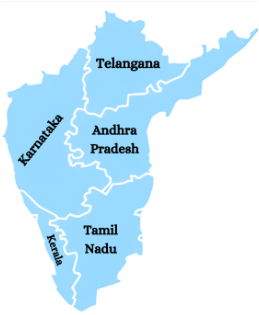 Telangana
Karnataka
Andhra
Pradesh
Kerala
Tamil
Nadu